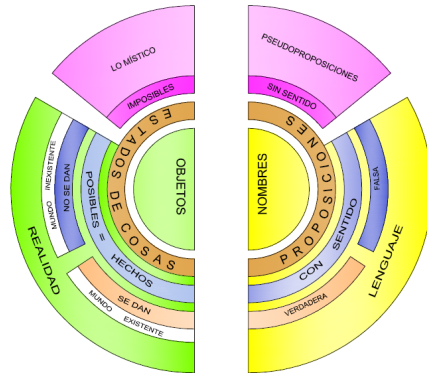 LO MÍSTICO
IMPOSIBLES
ESTADOS DE COSAS
OBJETOS
POSIBLES = HECHOS
NO SE DAN
MUNDO INEXISTENTE
REALIDAD
SE DAN
MUNDO EXISTENTE
PSEUDOPROPOSICIONES
SIN SENTIDO
PROPOSICIONES
NOMBRES
CON SENTIDO
FALSA
VERDADERA
LENGUAJE